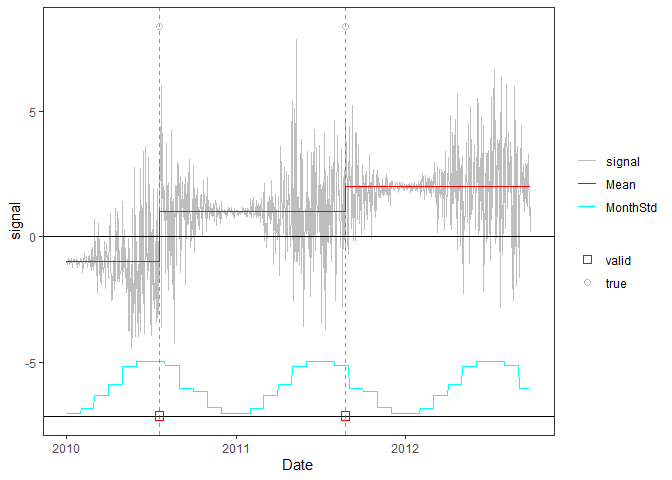 signal
5
0
-5
2010
2011
2012
Date
signal
Mean
MonthStd
valid
true